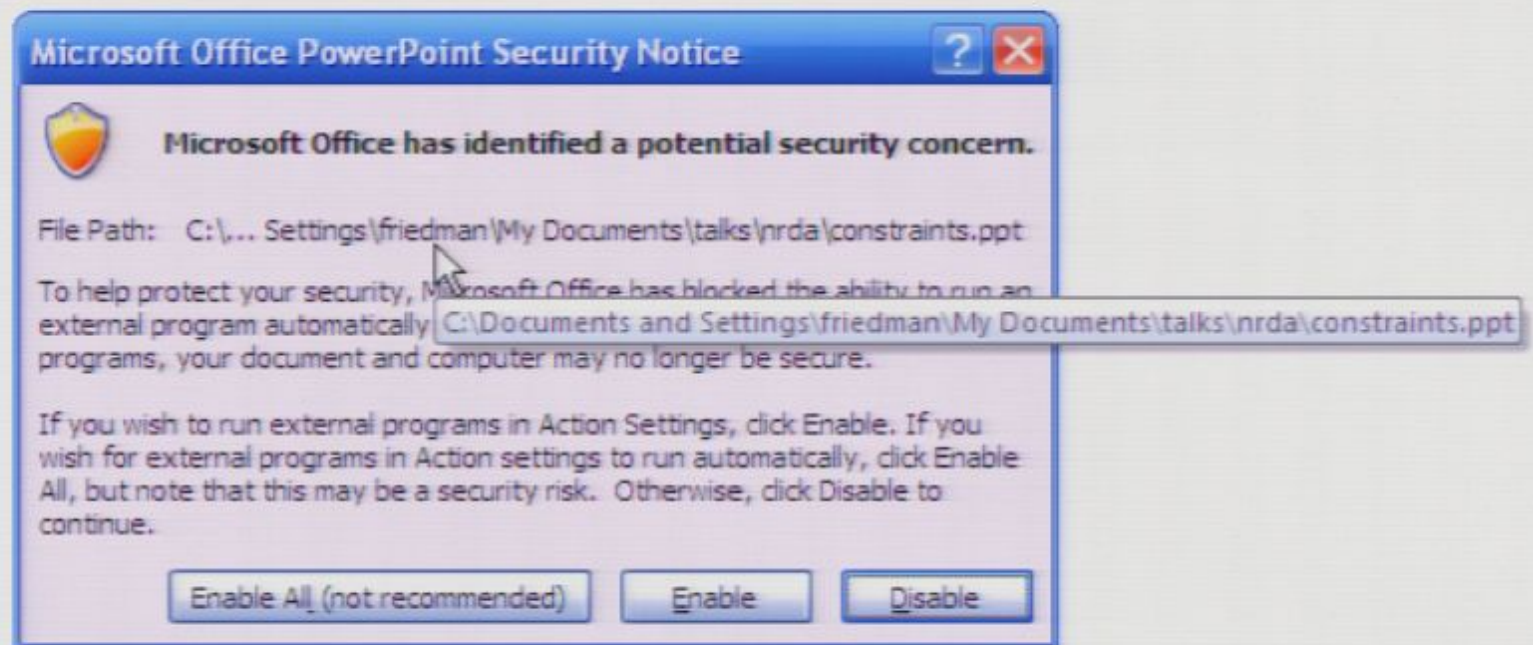 Microsoft Office PowerPoint Security Notice
Microsoft Office has identified a potential security concern.
File Path: C:\... Settings\friedman\My Documents\talks\nrda\constraints.ppt
To help protect your security, Microsoft Office has blocked the ability to run an
external program automatically
C:\Documents and Settings\friedman\My Documents\talks\nrda\constraints.ppt
programs, your document and computer may no longer be secure.
If you wish to run external programs in Action Settings, click Enable. If you
wish for external programs in Action settings to run automatically, click Enable
All, but note that this may be a security risk. Otherwise, click Disable to
continue.
Enable All (not recommended)
Enable
Disable